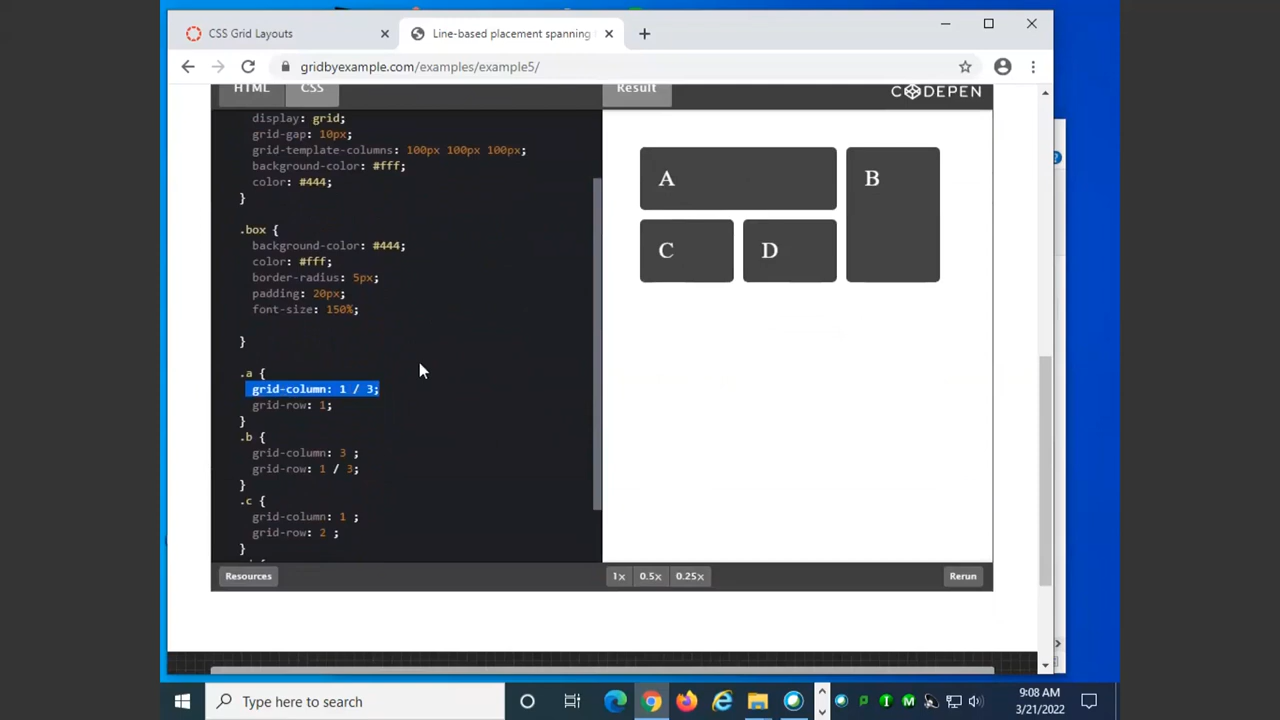 CSS Grid Layouts
Line-based placement spanning
gridbyexample.com/examples/example5/
HTML
CSS
Result
CODEPEN
display: grid;
grid-gap: 10px;
grid-template-columns: 100px 100px 100px;
background-color: #fff;
color: #444;
}
.box {
background-color: #444;
color: #fff;
border-radius: 5px;
padding: 20px;
font-size: 150%;
}
.a {
grid-column: 1 / 3;
grid-row: 1;
}
.b {
grid-column: 3 ;
grid-row: 1 / 3;
}
.c {
grid-column: 1 ;
grid-row: 2 ;
}
A
B
C
D
Resources
1x
0.5x
0.25x
Rerun
Type here to search
9:08 AM
3/21/2022